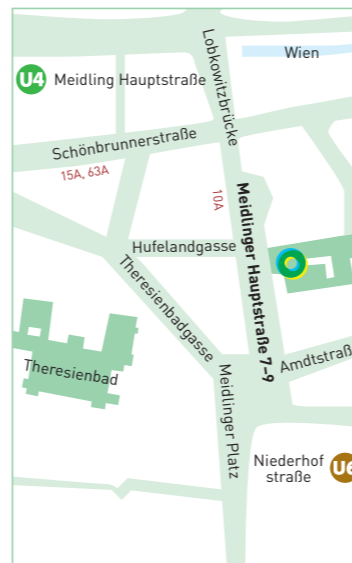 Lobkowitzbrücke
Wien
U4 Meidling Hauptstraße
Schönbrunnerstraße
15A, 63A
10A
Meidlinger Hauptstraße 7–9
Hufelandgasse
Theresienbadgasse
Theresienbad
Meidlinger Platz
Arndtstraß
Niederhof
straße
U6